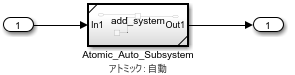 1 In1 add_system Out1 1
Atomic_Auto_Subsystem
アトミック: 自動